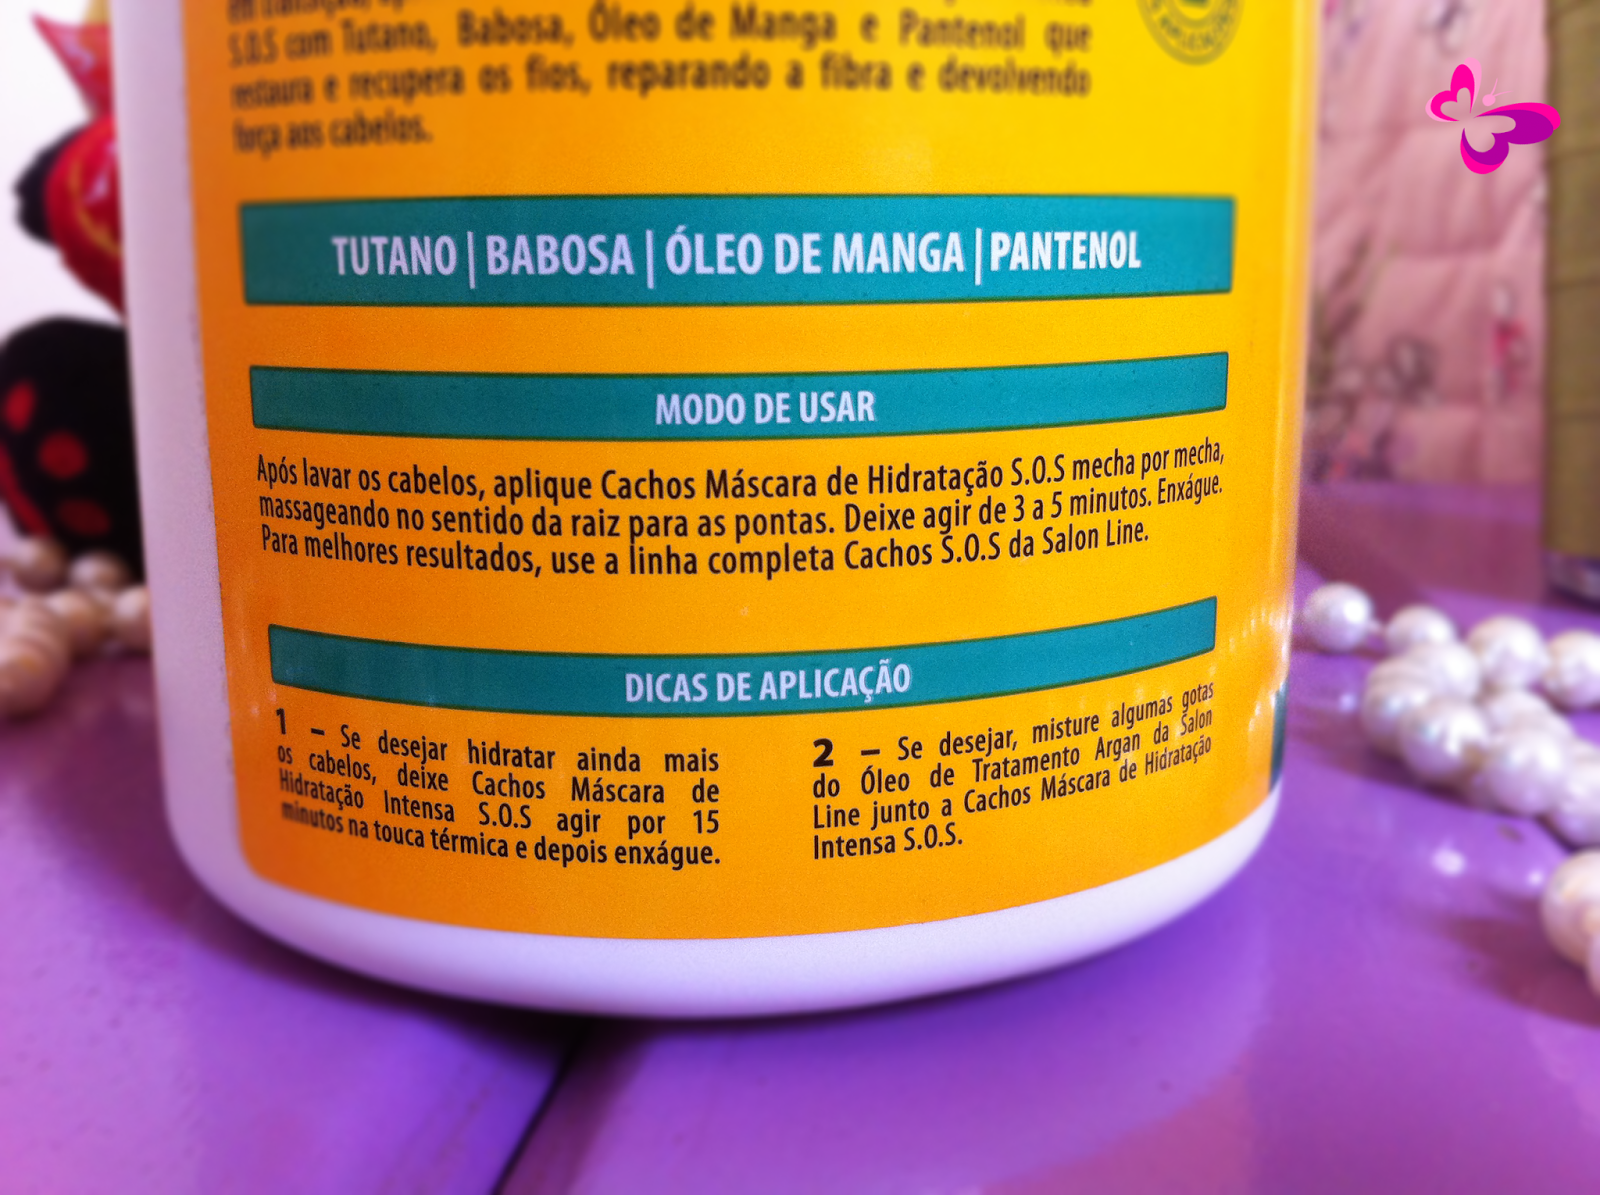 S.O.S com Tutano, Babosa, Óleo de Manga e Pantenol que
restaura e recupera os fios, reparando a fibra e devolvendo
força aos cabelos.
TUTANO | BABOSA | ÓLEO DE MANGA | PANTENOL
MODO DE USAR
Após lavar os cabelos, aplique Cachos Máscara de Hidratação S.O.S mecha por mecha,
massageando no sentido da raiz para as pontas. Deixe agir de 3 a 5 minutos. Enxágue.
Para melhores resultados, use a linha completa Cachos S.O.S da Salon Line.
DICAS DE APLICAÇÃO
1 – Se desejar hidratar ainda mais
os cabelos, deixe Cachos Máscara de
Hidratação Intensa S.O.S agir por 15
minutos na touca térmica e depois enxágue.
2 – Se desejar, misture algumas gotas
do Óleo de Tratamento Argan da Salon
Line junto a Cachos Máscara de Hidratação
Intensa S.O.S.